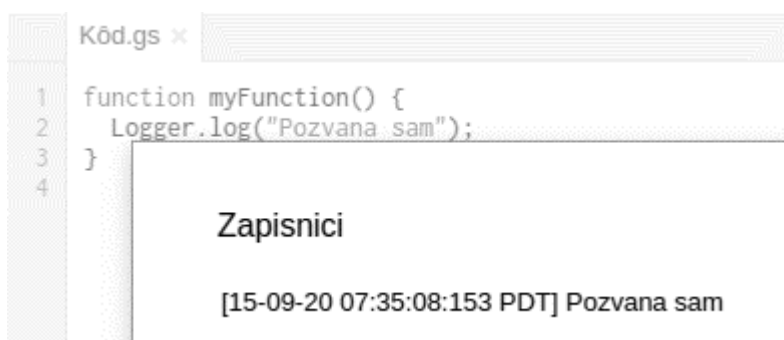 Kôd.gs ×
1 function myFunction() {
2 Logger.log("Pozvana sam");
3 }
4
Zapisnici
[15-09-20 07:35:08:153 PDT] Pozvana sam